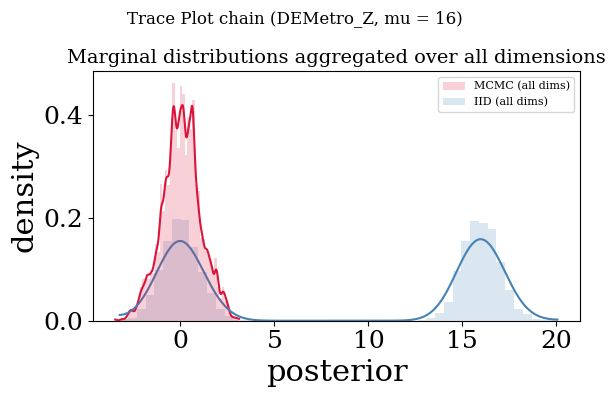 Trace Plot chain (DEMetro_Z, mu = 16)
Marginal distributions aggregated over all dimensions
MCMC (all dims)
IID (all dims)
density
0.4
0.2
0.0
0 5 10 15 20
posterior